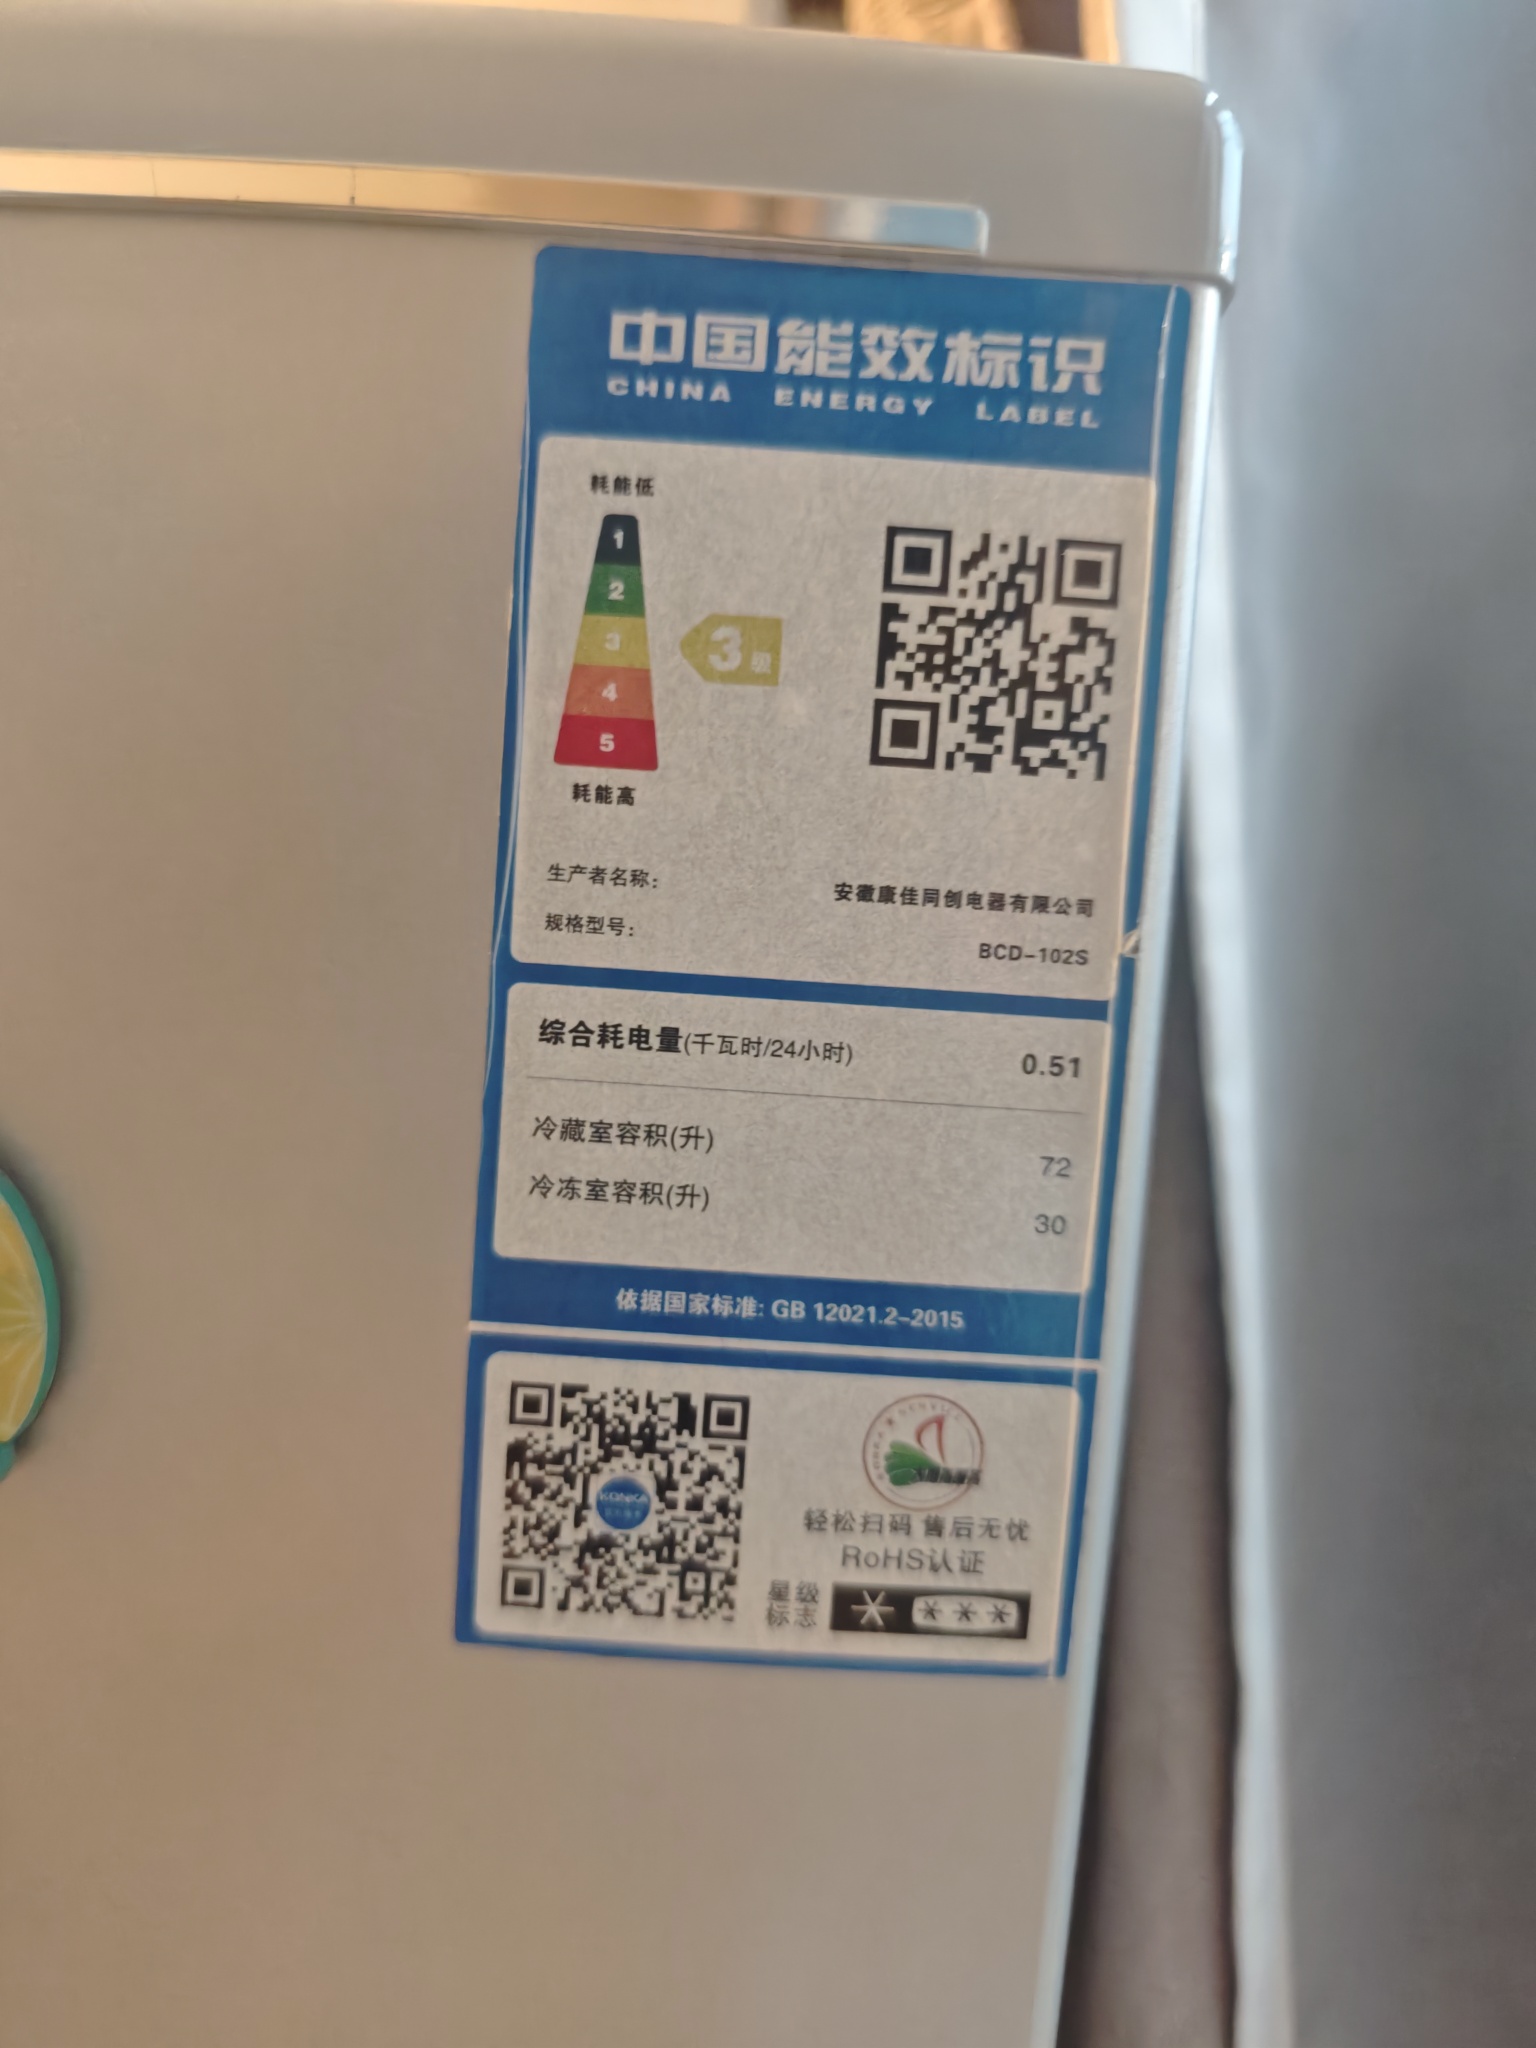 中国能效标识
CHINA ENERGY LABEL
耗能低
1
2
3
3级
4
5
耗能高
生产者名称： 安徽康佳同创电器有限公司
规格型号： BCD-102S
综合耗电量(千瓦时/24小时) 0.51
冷藏室容积(升) 72
冷冻室容积(升) 30
依据国家标准: GB 12021.2-2015
KONKA
轻松扫码 售后无忧
RoHS认证
星级
标志